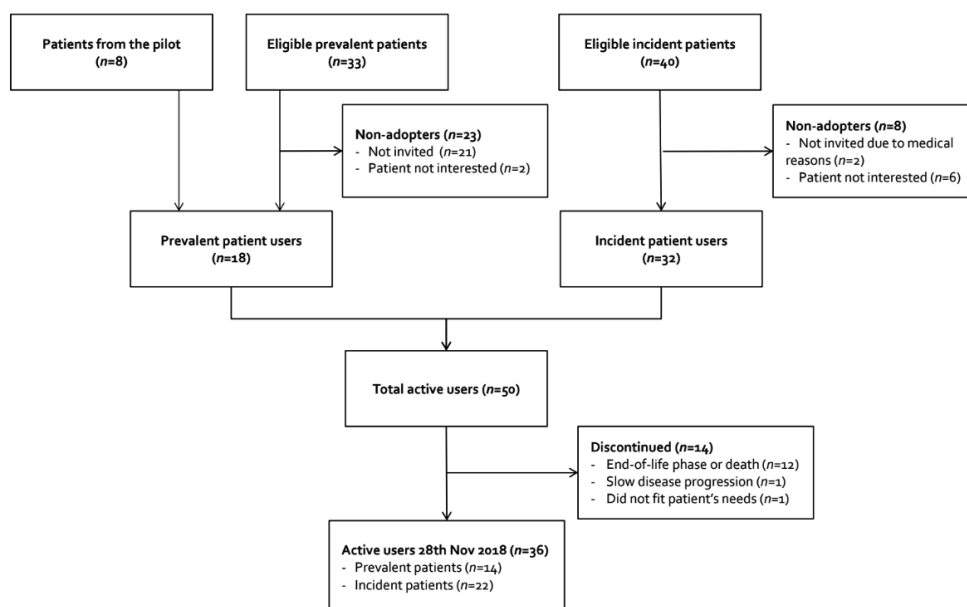 Patients from the pilot
(n=8)
Eligible prevalent patients
(n=33)
Eligible incident patients
(n=40)
Non-adopters (n=23)
- Not invited (n=21)
- Patient not interested (n=2)
Non-adopters (n=8)
- Not invited due to medical
reasons (n=2)
- Patient not interested (n=6)
Prevalent patient users
(n=18)
Incident patient users
(n=32)
Total active users (n=50)
Discontinued (n=14)
- End-of-life phase or death (n=12)
- Slow disease progression (n=1)
- Did not fit patient's needs (n=1)
Active users 28th Nov 2018 (n=36)
- Prevalent patients (n=14)
- Incident patients (n=22)